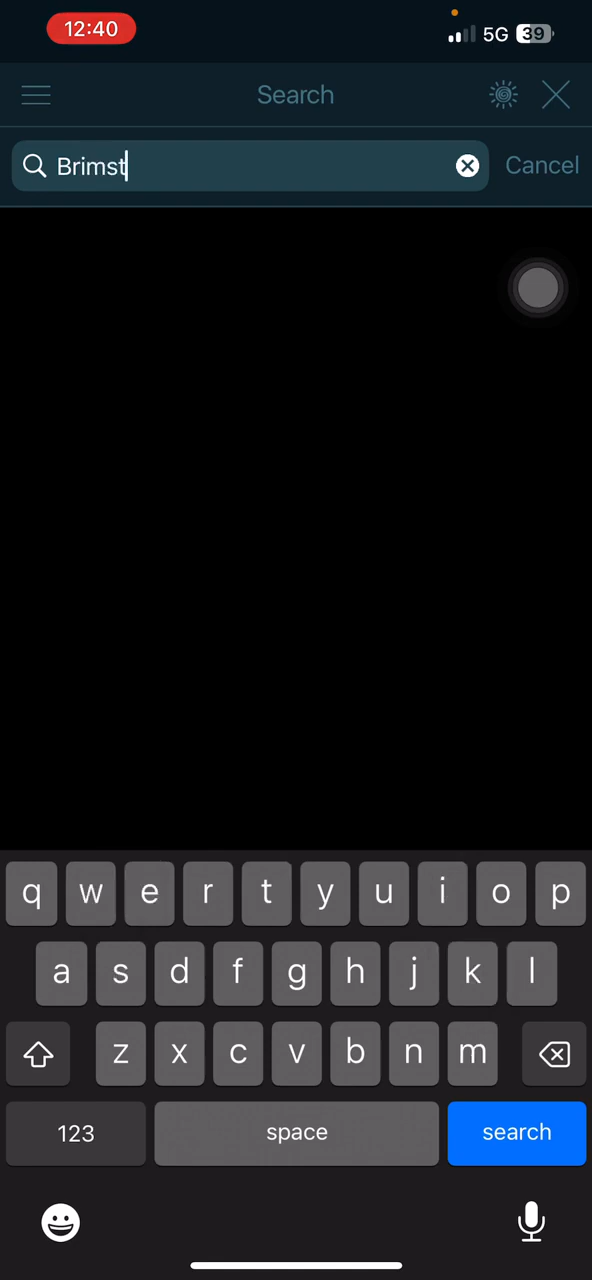 12:40
5G 39
Search
Brimst
Cancel
q w e r t y u i o p
a s d f g h j k l
z x c v b n m
123 space search